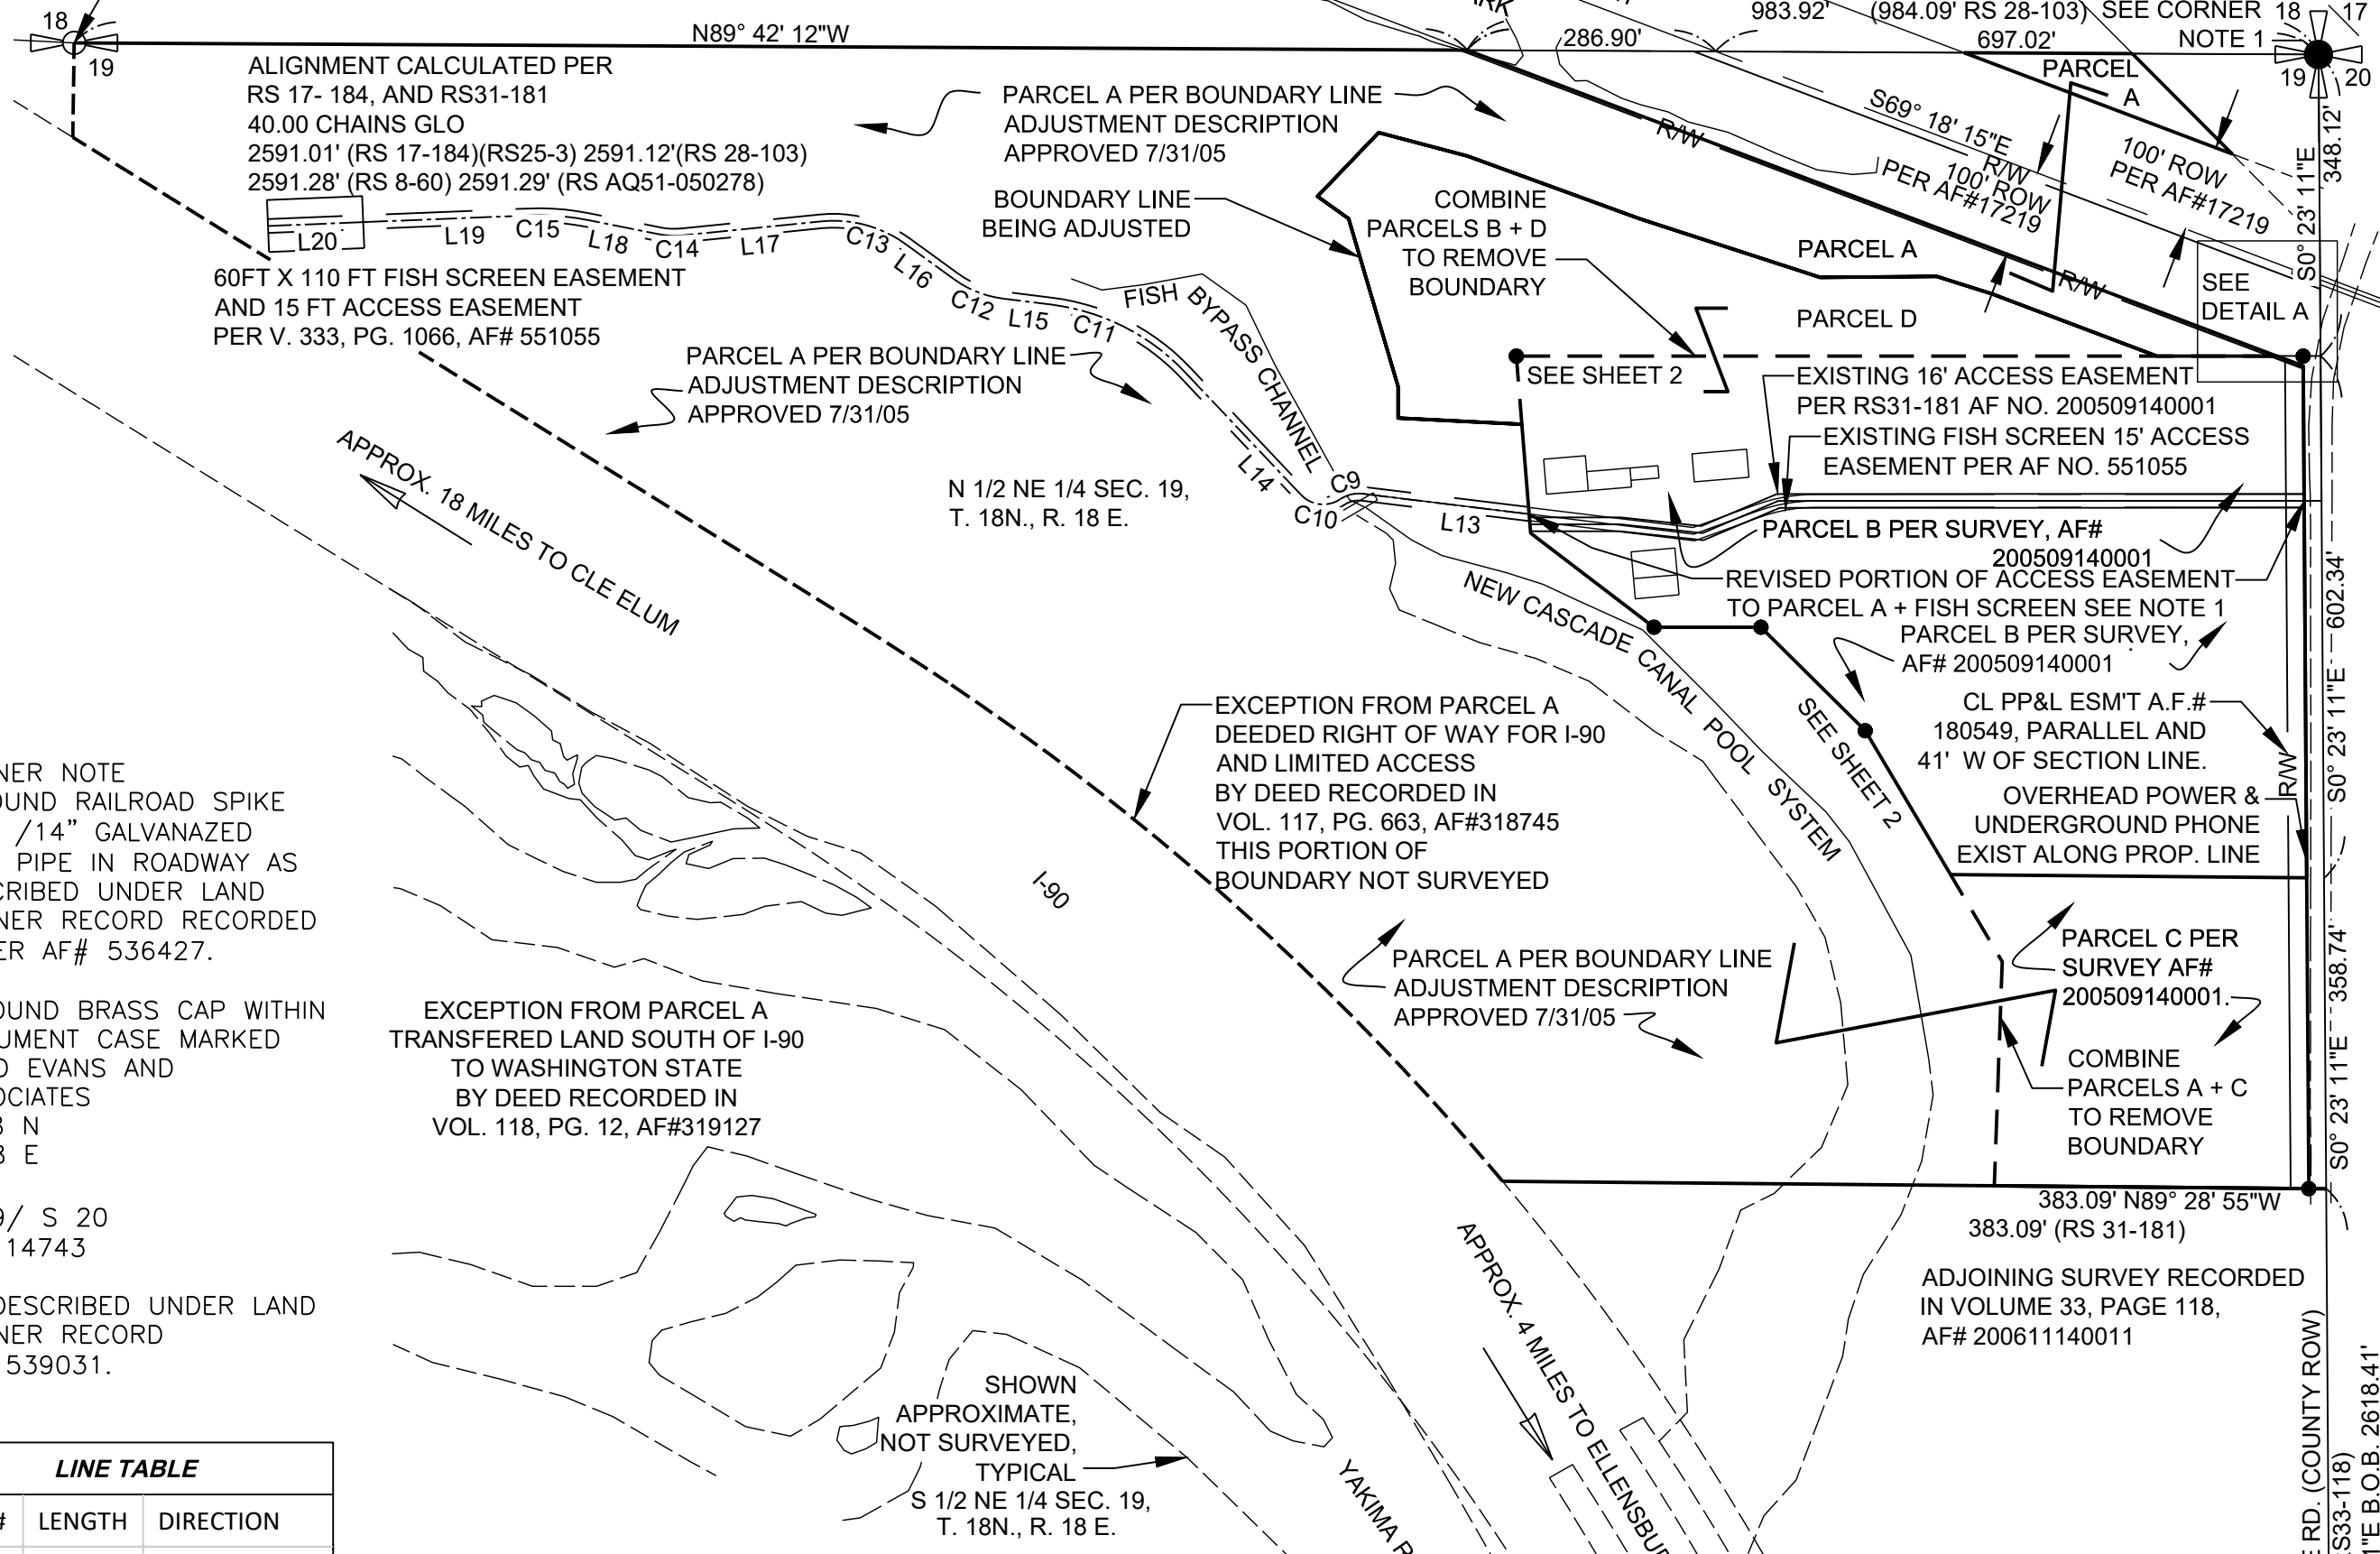 18
19
N89° 42' 12"W
286.90'
983.92'
(984.09' RS 28-103)
697.02'
SEE CORNER
NOTE 1
18
17
19
20
ALIGNMENT CALCULATED PER
RS 17- 184, AND RS31-181
40.00 CHAINS GLO
2591.01' (RS 17-184)(RS25-3) 2591.12'(RS 28-103)
2591.28' (RS 8-60) 2591.29' (RS AQ51-050278)
PARCEL A PER BOUNDARY LINE
ADJUSTMENT DESCRIPTION
APPROVED 7/31/05
BOUNDARY LINE
BEING ADJUSTED
COMBINE
PARCELS B + D
TO REMOVE
BOUNDARY
R/W
S69° 18' 15"E
R/W
100' ROW
PER AF#17219
PARCEL
A
100' ROW
PER AF#17219
S0° 23' 11"E
348.12'
PARCEL A
R/W
SEE
DETAIL A
PARCEL D
L20
L19
C15
L18
C14
L17
C13
L16
C12
L15
C11
L14
C10
C9
L13
60FT X 110 FT FISH SCREEN EASEMENT
AND 15 FT ACCESS EASEMENT
PER V. 333, PG. 1066, AF# 551055
FISH BYPASS CHANNEL
PARCEL A PER BOUNDARY LINE
ADJUSTMENT DESCRIPTION
APPROVED 7/31/05
SEE SHEET 2
EXISTING 16' ACCESS EASEMENT
PER RS31-181 AF NO. 200509140001
EXISTING FISH SCREEN 15' ACCESS
EASEMENT PER AF NO. 551055
APPROX. 18 MILES TO CLE ELUM
N 1/2 NE 1/4 SEC. 19,
T. 18N., R. 18 E.
PARCEL B PER SURVEY, AF#
200509140001
REVISED PORTION OF ACCESS EASEMENT
TO PARCEL A + FISH SCREEN SEE NOTE 1
PARCEL B PER SURVEY,
AF# 200509140001
602.34'
S0° 23' 11"E
NEW CASCADE CANAL POOL SYSTEM
SEE SHEET 2
CL PP&L ESM'T A.F.#
180549, PARALLEL AND
41' W OF SECTION LINE.
R/W
OVERHEAD POWER &
UNDERGROUND PHONE
EXIST ALONG PROP. LINE
EXCEPTION FROM PARCEL A
DEEDED RIGHT OF WAY FOR I-90
AND LIMITED ACCESS
BY DEED RECORDED IN
VOL. 117, PG. 663, AF#318745
THIS PORTION OF
BOUNDARY NOT SURVEYED
I-90
NOTE
RAILROAD SPIKE
/14" GALVANAZED
PIPE IN ROADWAY AS
UNDER LAND
RECORD RECORDED
AF# 536427.
BRASS CAP WITHIN
CASE MARKED
EVANS AND
N
E
/ S 20
14743
DESCRIBED UNDER LAND
RECORD
539031.
EXCEPTION FROM PARCEL A
TRANSFERED LAND SOUTH OF I-90
TO WASHINGTON STATE
BY DEED RECORDED IN
VOL. 118, PG. 12, AF#319127
PARCEL A PER BOUNDARY LINE
ADJUSTMENT DESCRIPTION
APPROVED 7/31/05
PARCEL C PER
SURVEY AF#
200509140001.
COMBINE
PARCELS A + C
TO REMOVE
BOUNDARY
358.74'
S0° 23' 11"E
383.09' N89° 28' 55"W
383.09' (RS 31-181)
ADJOINING SURVEY RECORDED
IN VOLUME 33, PAGE 118,
AF# 200611140011
APPROX. 4 MILES TO
SHOWN
APPROXIMATE,
NOT SURVEYED,
TYPICAL
S 1/2 NE 1/4 SEC. 19,
T. 18N., R. 18 E.
YAKIMA
RD. (COUNTY ROW)
B.O.B. 2618.41'
LINE TABLE
# LENGTH DIRECTION